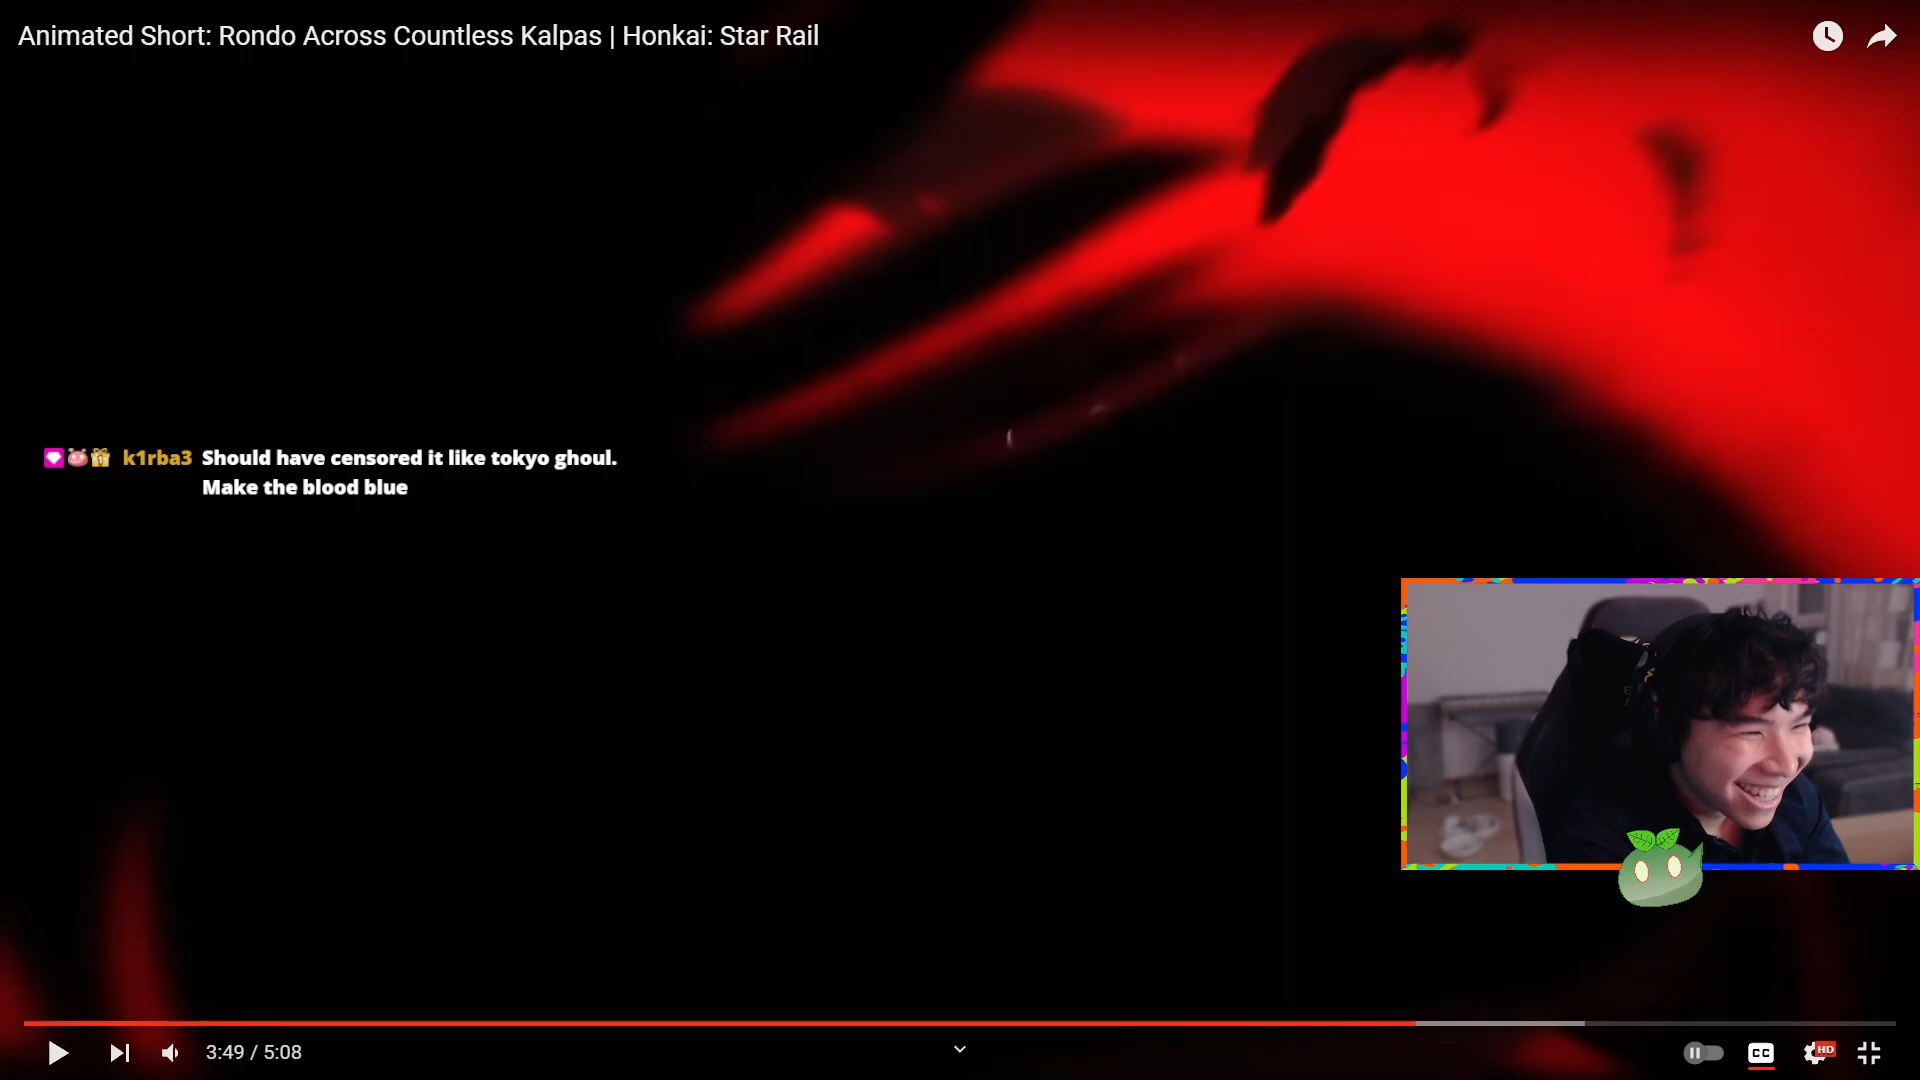 Animated Short: Rondo Across Countless Kalpas | Honkai: Star Rail
k1rba3 Should have censored it like tokyo ghoul.
Make the blood blue
3:49 / 5:08
CC
HD